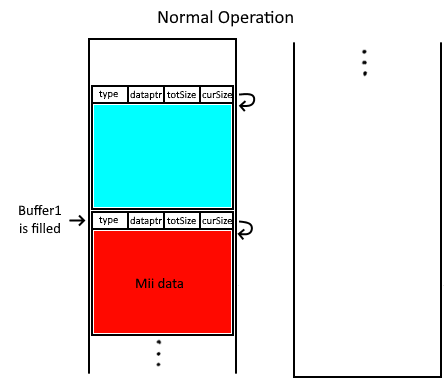 Normal Operation
type dataptr totSize curSize
Buffer1
is filled
type dataptr totSize curSize
Mii data